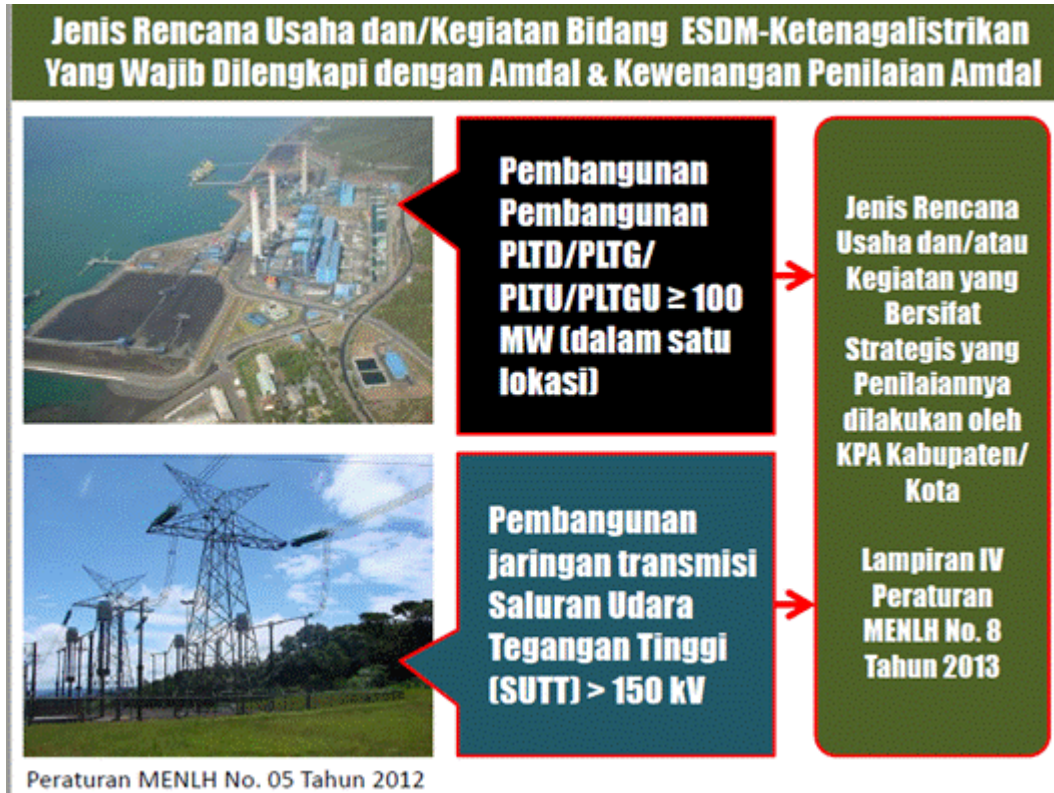 Jenis Rencana Usaha dan/Kegiatan Bidang ESDM-Ketenagalistrikan
Yang Wajib Dilengkapi dengan Amdal & Kewenangan Penilaian Amdal
Pembangunan
Pembangunan
PLTD/PLTG/
PLTU/PLTGU ≥ 100
MW (dalam satu
lokasi)
Pembangunan
jaringan transmisi
Saluran Udara
Tegangan Tinggi
(SUTT) > 150 kV
Jenis Rencana
Usaha dan/atau
Kegiatan yang
Bersifat
Strategis yang
Penilaiannya
dilakukan oleh
KPA Kabupaten/
Kota
Lampiran IV
Peraturan
MENLH No. 8
Tahun 2013
Peraturan MENLH No. 05 Tahun 2012